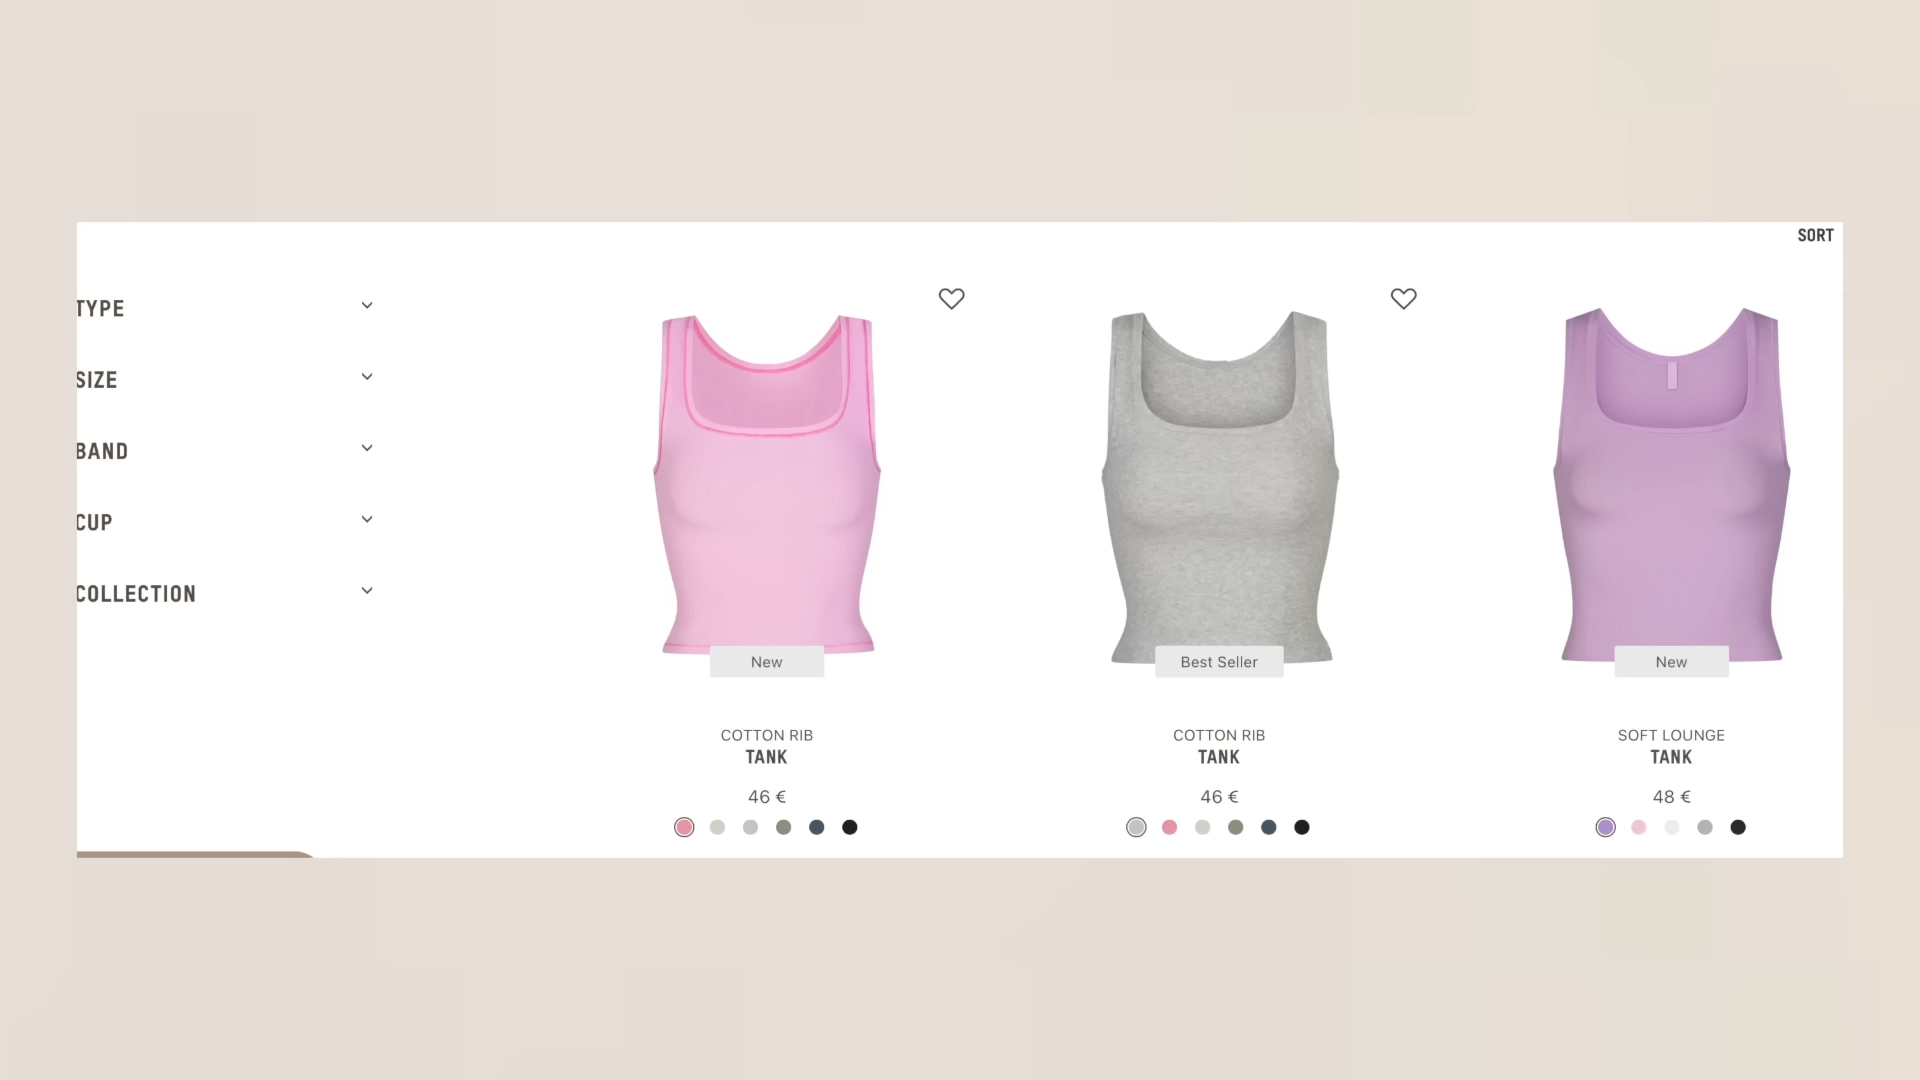 SORT
TYPE
SIZE
BAND
CUP
COLLECTION
New
COTTON RIB
TANK
46 €
Best Seller
COTTON RIB
TANK
46 €
New
SOFT LOUNGE
TANK
48 €